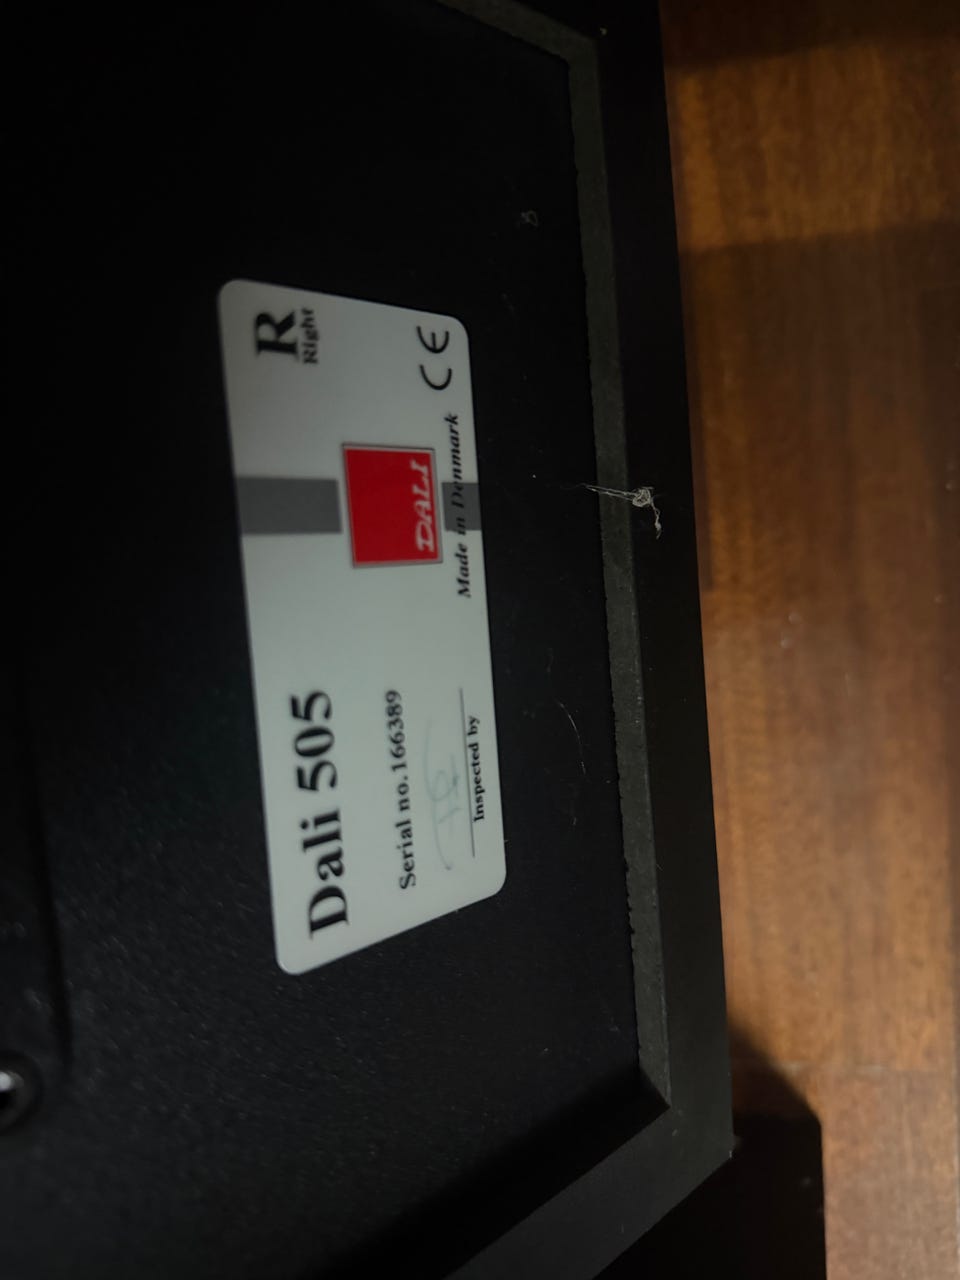 Dali 505
R
Right
Serial no.166389
DALI
Inspected by
Made in Denmark
CE